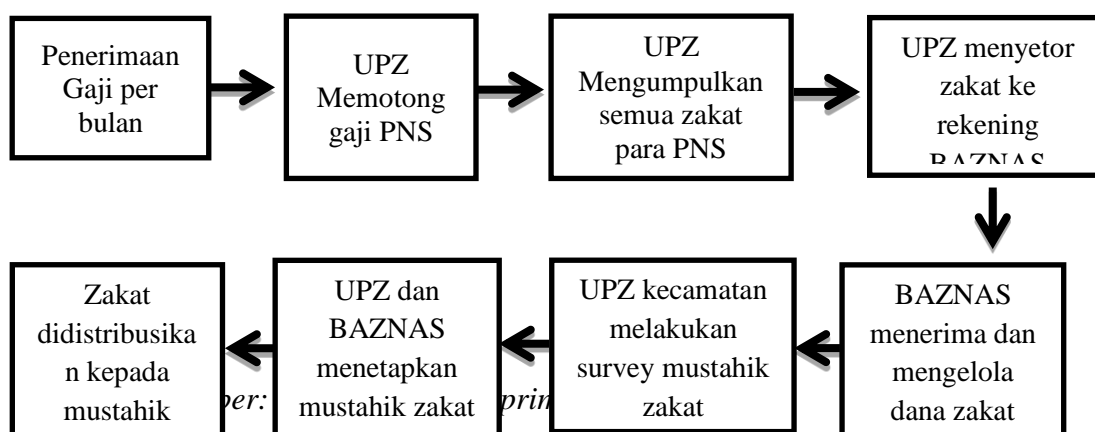 Penerimaan
Gaji per
bulan
UPZ
Memotong
gaji PNS
UPZ
Mengumpulkan
semua zakat
para PNS
UPZ menyetor
zakat ke
rekening
BAZNAS
BAZNAS
menerima dan
mengelola
dana zakat
UPZ kecamatan
melakukan
survey mustahik
zakat
UPZ dan
BAZNAS
menetapkan
mustahik zakat
Zakat
didistribusika
n kepada
mustahik